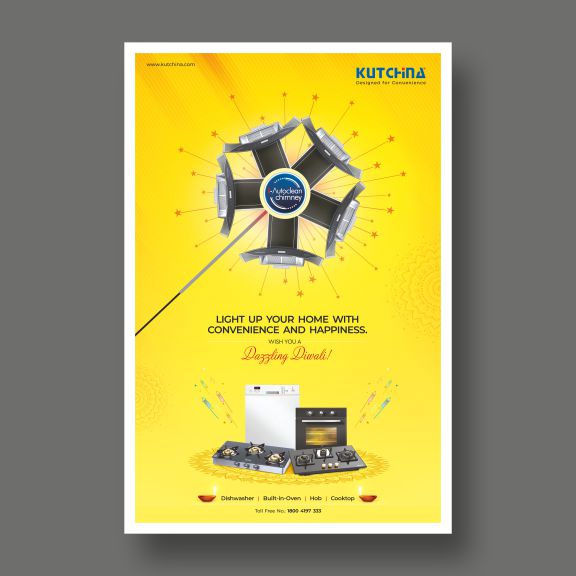 www.kutchina.com
KUTCHINA
Designed for Convenience
i-Autoclean
chimney
LIGHT UP YOUR HOME WITH
CONVENIENCE AND HAPPINESS.
WISH YOU A
Dazzling Diwali!
Dishwasher | Built-in-Oven | Hob | Cooktop
Toll Free No.: 1800 4197 333